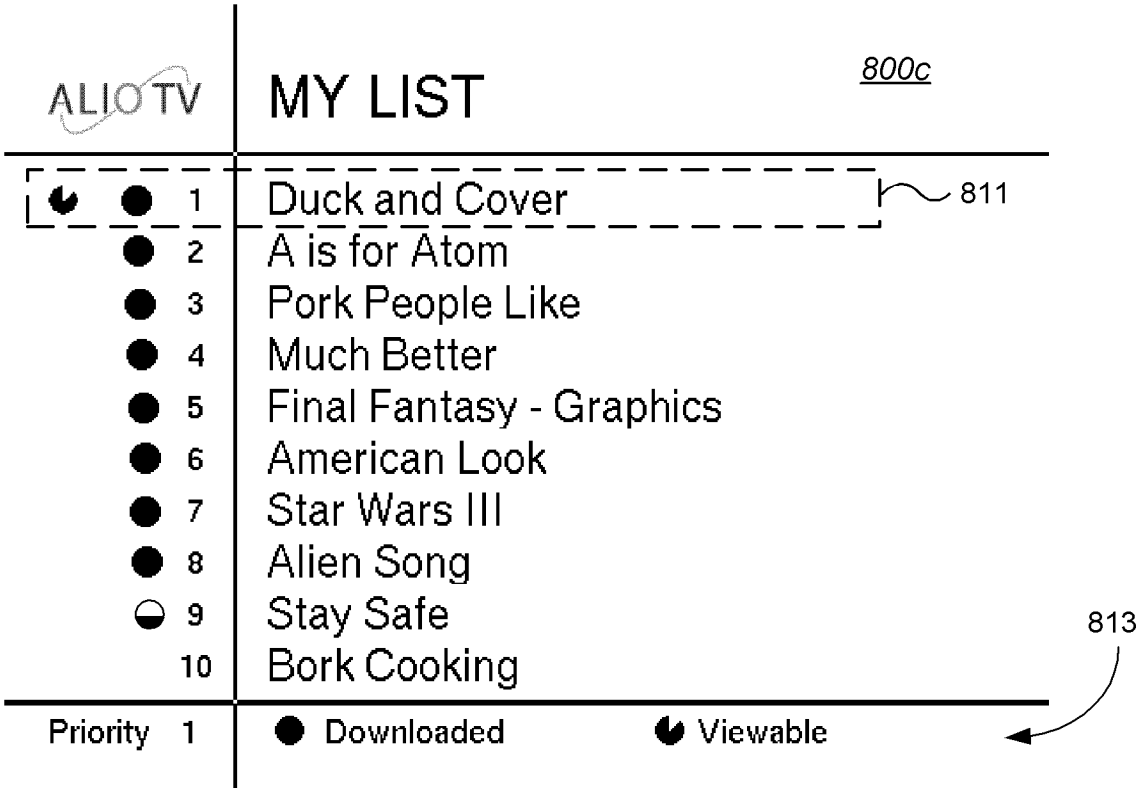 ALIO TV MY LIST 800c
1 Duck and Cover 811
2 A is for Atom
3 Pork People Like
4 Much Better
5 Final Fantasy - Graphics
6 American Look
7 Star Wars III
8 Alien Song
9 Stay Safe
813
10 Bork Cooking
Priority 1 Downloaded Viewable